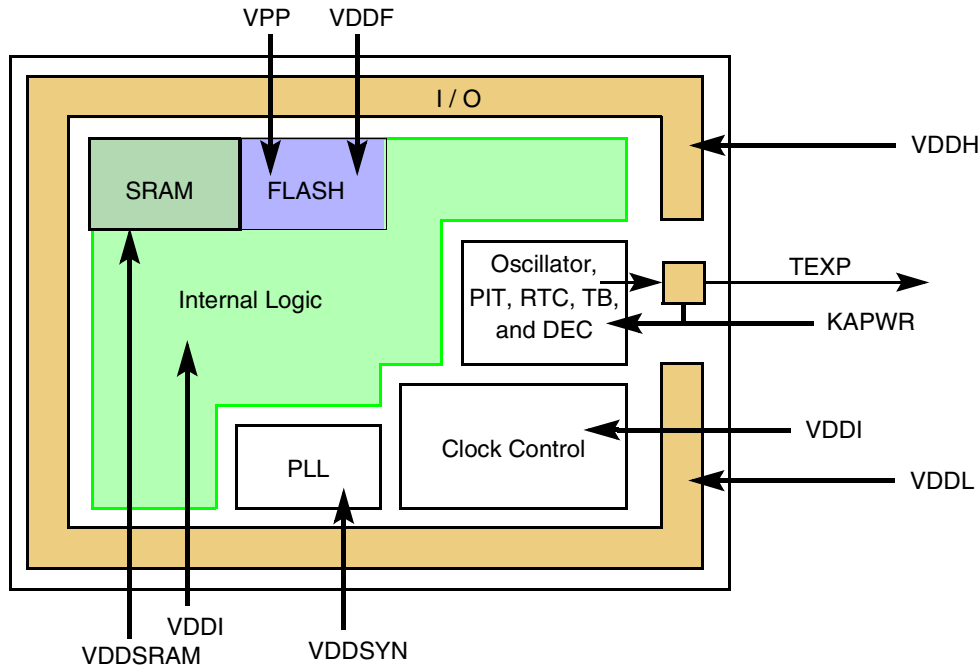 VPP
VDDF
I / O
VDDH
SRAM
FLASH
Oscillator,
PIT, RTC, TB,
and DEC
TEXP
Internal Logic
KAPWR
Clock Control
VDDI
PLL
VDDL
VDDI
VDDSRAM
VDDSYN